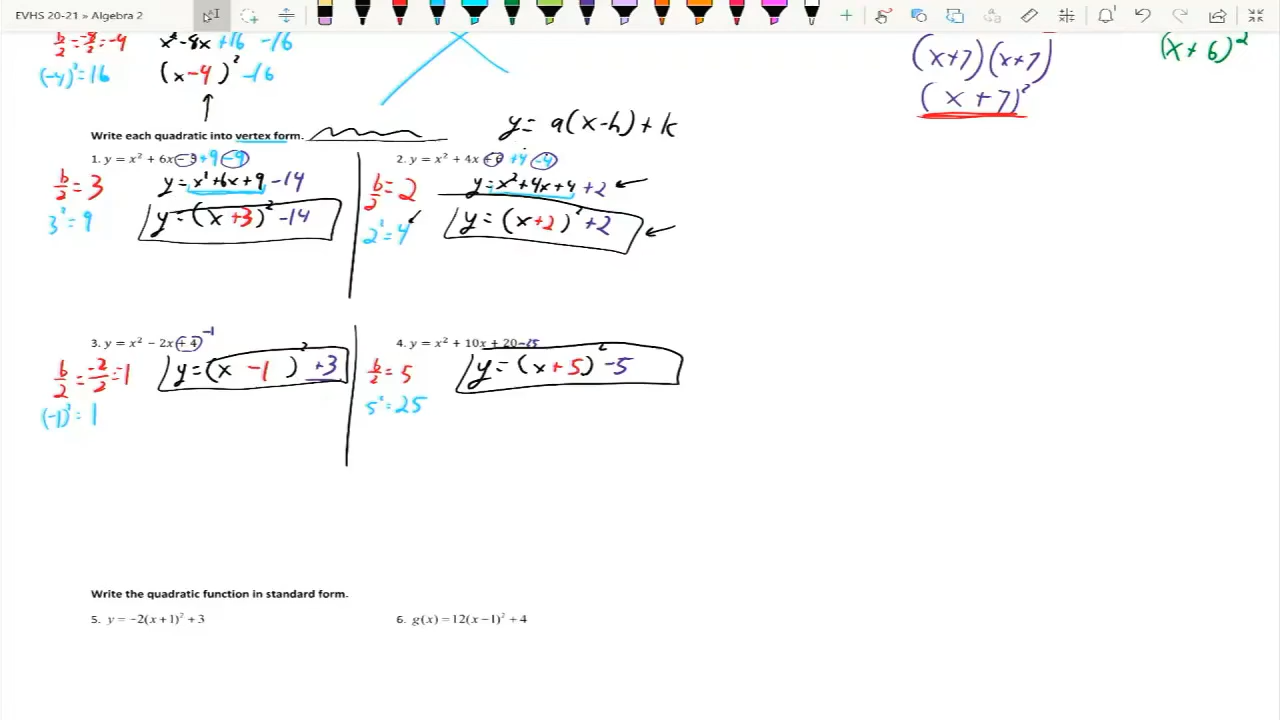 EVHS 20-21 » Algebra 2
b/2 = -8/2 = -4 x² - 8x + 16 - 16
(-4)² = 16 (x - 4)² - 16
(x+7)(x+7)
(x + 7)²
(x + 6)²
Write each quadratic into vertex form.
y = a(x-h) + k
1. y = x² + 6x +9 -9
b/2 = 3 y = x² + 6x + 9 - 14
3² = 9 y = (x + 3)² - 14
2. y = x² + 4x +4 -4
b/2 = 2 y = x² + 4x + 4 + 2
2² = 4 y = (x + 2)² + 2
3. y = x² − 2x + 4 -1
b/2 = -2/2 = -1 y = (x - 1)² + 3
(-1)² = 1
4. y = x² + 10x + 20 -25
b/2 = 5 y = (x + 5)² - 5
5² = 25
Write the quadratic function in standard form.
5. y = −2(x + 1)² + 3
6. g(x) = 12(x − 1)² + 4